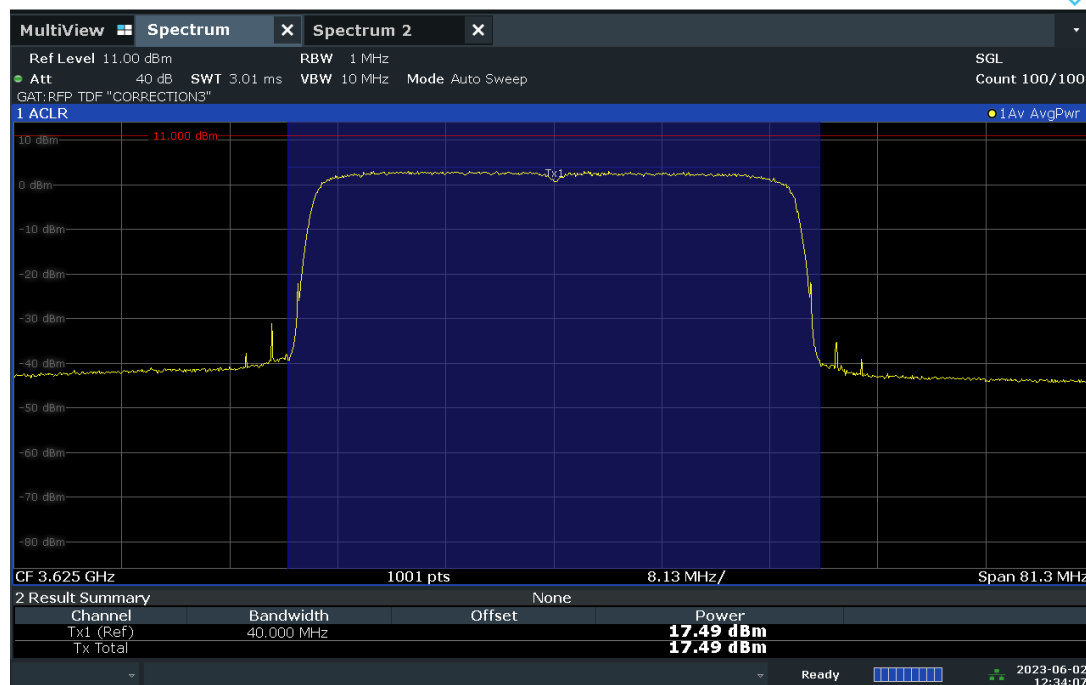 MultiView Spectrum X Spectrum 2 X
Ref Level 11.00 dBm RBW 1 MHz SGL
Att 40 dB SWT 3.01 ms VBW 10 MHz Mode Auto Sweep Count 100/100
GAT:RFP TDF "CORRECTION3"
1 ACLR 1Av AvgPwr
10 dBm
11.000 dBm
Tx1
0 dBm
-10 dBm
-20 dBm
-30 dBm
-40 dBm
-50 dBm
-60 dBm
-70 dBm
-80 dBm
CF 3.625 GHz 1001 pts 8.13 MHz/ Span 81.3 MHz
2 Result Summary None
Channel Bandwidth Offset Power
Tx1 (Ref) 40.000 MHz 17.49 dBm
Tx Total 17.49 dBm
Ready 2023-06-02
12:34:07